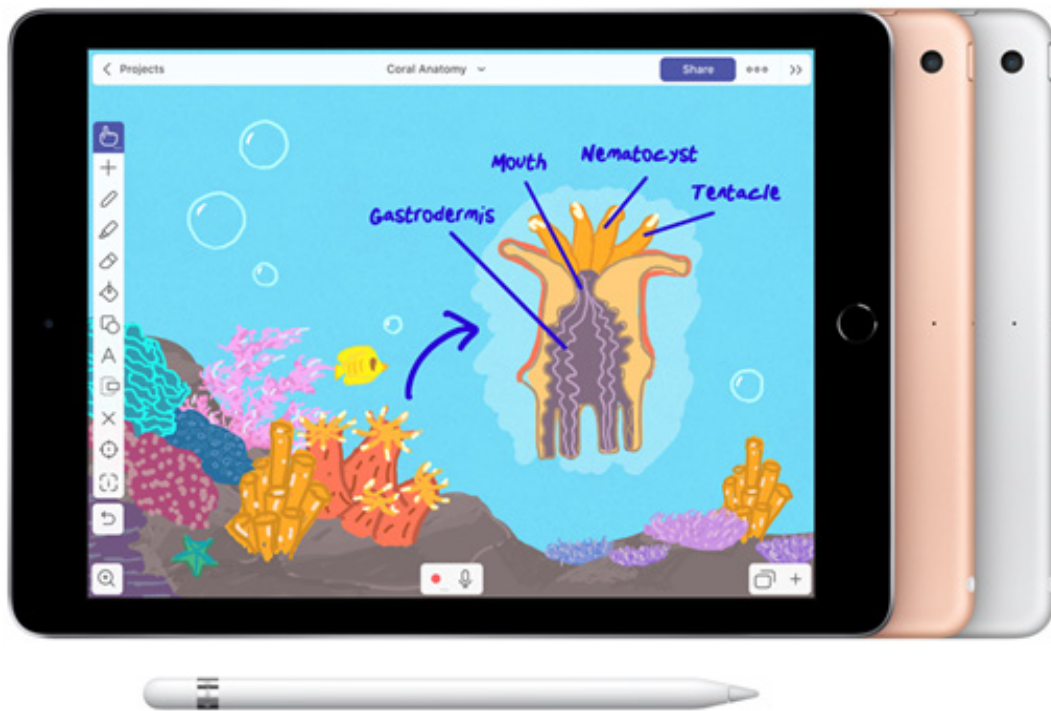 Projects
Coral Anatomy
Share
Mouth
Nematocyst
Tentacle
Gastrodermis
A